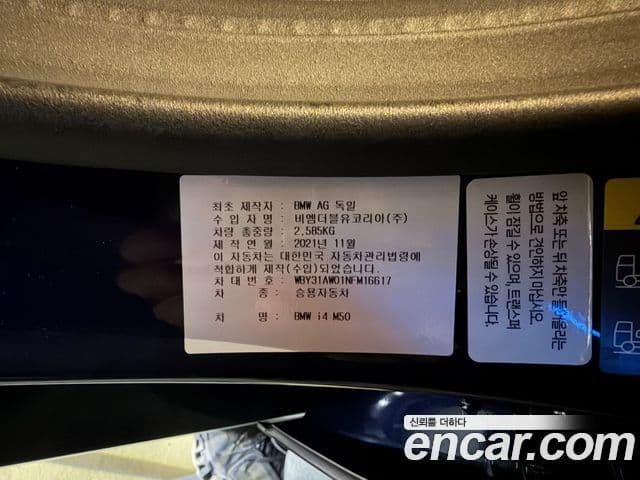 최초 제작자 : BMW AG 독일
수 입 자 명 : 비엠더블유코리아(주)
차량 총중량 : 2,585KG
제 작 연 월 : 2021년 11월
이 자동차는 대한민국 자동차관리법령에
적합하게 제작(수입)되었습니다
차 대 번 호 : WBY31AW01NFM16617
차 종 : 승용자동차
차 명 : BMW i4 M50
앞 차축 또는 뒤 차축만 들어올리는
방법으로 견인하지 마십시오.
휠이 잠길 수 있으며, 트랜스퍼
케이스가 손상될 수 있습니다.
신뢰를 더하다
encar.com